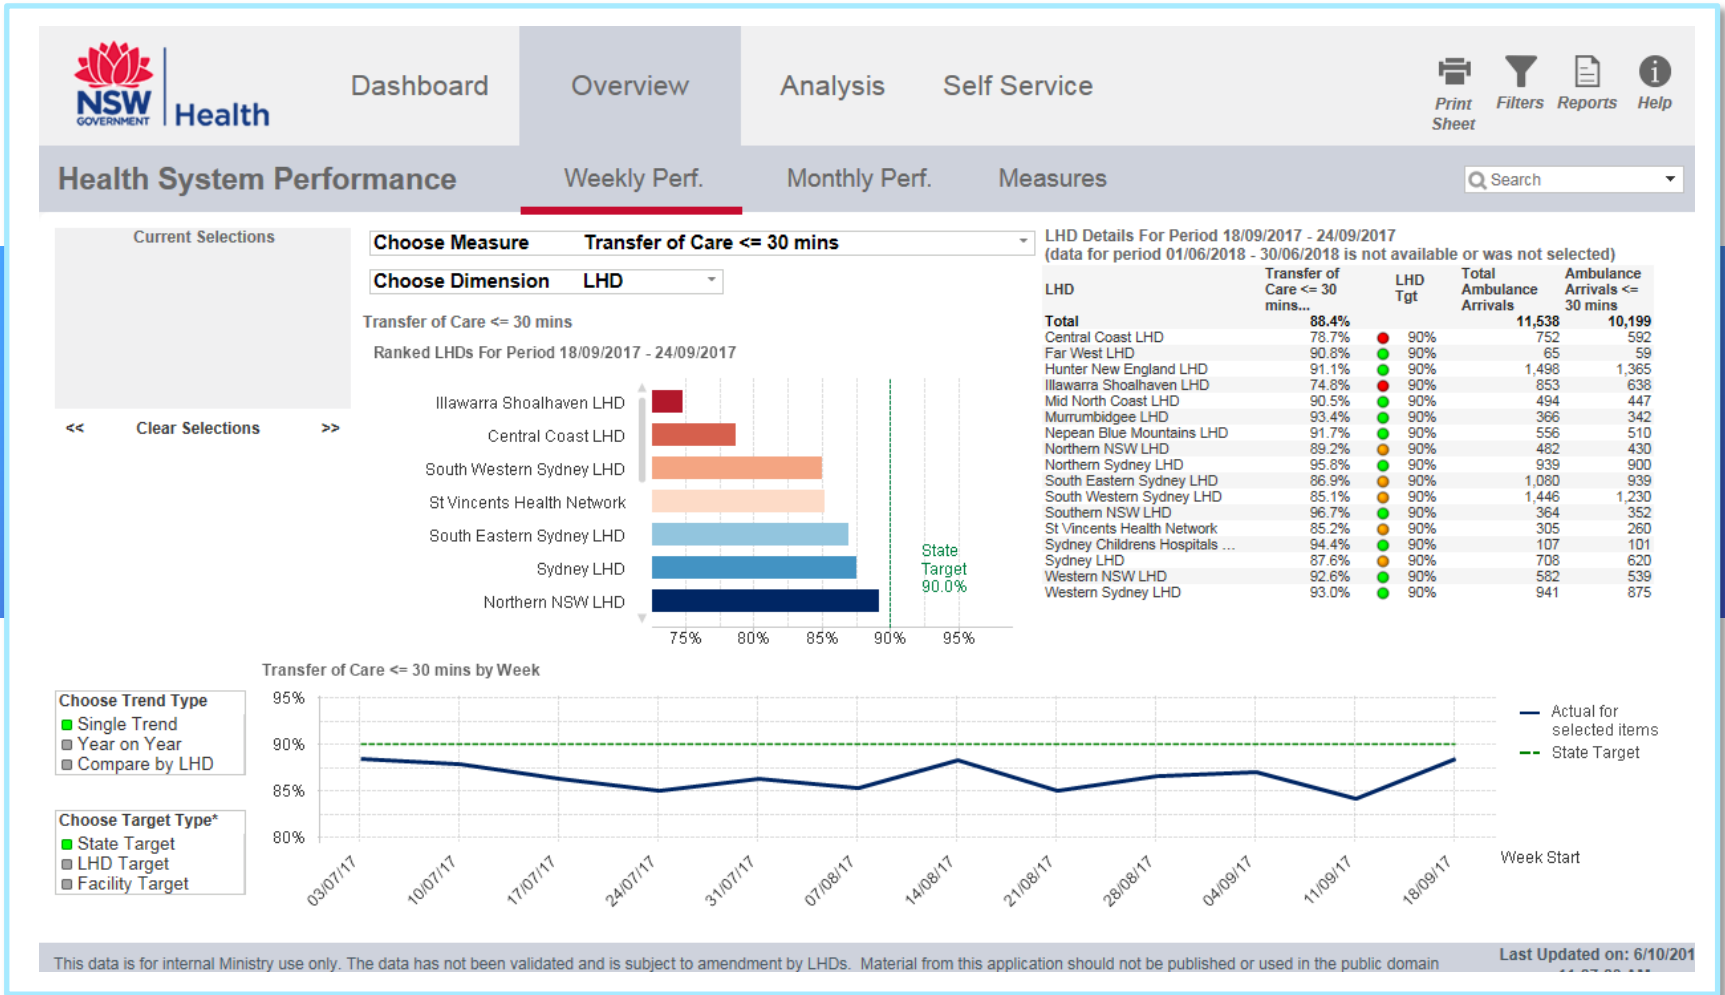 NSW
GOVERNMENT
Health
Dashboard
Overview
Analysis
Self Service
Print
Sheet
Filters
Reports
Help
Health System Performance
Weekly Perf.
Monthly Perf.
Measures
Search
Current Selections
<< Clear Selections >>
Choose Measure Transfer of Care <= 30 mins
Choose Dimension LHD
Transfer of Care <= 30 mins
Ranked LHDs For Period 18/09/2017 - 24/09/2017
Illawarra Shoalhaven LHD
Central Coast LHD
South Western Sydney LHD
St Vincents Health Network
South Eastern Sydney LHD
Sydney LHD
Northern NSW LHD
State
Target
90.0%
75% 80% 85% 90% 95%
LHD Details For Period 18/09/2017 - 24/09/2017
(data for period 01/06/2018 - 30/06/2018 is not available or was not selected)
LHD
Transfer of
Care <= 30
mins...
LHD
Tgt
Total
Ambulance
Arrivals
Ambulance
Arrivals <=
30 mins
Total 88.4% 11,538 10,199
Central Coast LHD 78.7% 90% 752 592
Far West LHD 90.8% 90% 65 59
Hunter New England LHD 91.1% 90% 1,498 1,365
Illawarra Shoalhaven LHD 74.8% 90% 853 638
Mid North Coast LHD 90.5% 90% 494 447
Murrumbidgee LHD 93.4% 90% 366 342
Nepean Blue Mountains LHD 91.7% 90% 556 510
Northern NSW LHD 89.2% 90% 482 430
Northern Sydney LHD 95.8% 90% 939 900
South Eastern Sydney LHD 86.9% 90% 1,080 939
South Western Sydney LHD 85.1% 90% 1,446 1,230
Southern NSW LHD 96.7% 90% 364 352
St Vincents Health Network 85.2% 90% 305 260
Sydney Childrens Hospitals ... 94.4% 90% 107 101
Sydney LHD 87.6% 90% 708 620
Western NSW LHD 92.6% 90% 582 539
Western Sydney LHD 93.0% 90% 941 875
Transfer of Care <= 30 mins by Week
Choose Trend Type
Single Trend
Year on Year
Compare by LHD
Choose Target Type*
State Target
LHD Target
Facility Target
95%
90%
85%
80%
03/07/17 10/07/17 17/07/17 24/07/17 31/07/17 07/08/17 14/08/17 21/08/17 28/08/17 04/09/17 11/09/17 18/09/17
Week Start
Actual for
selected items
State Target
This data is for internal Ministry use only. The data has not been validated and is subject to amendment by LHDs. Material from this application should not be published or used in the public domain
Last Updated on: 6/10/201